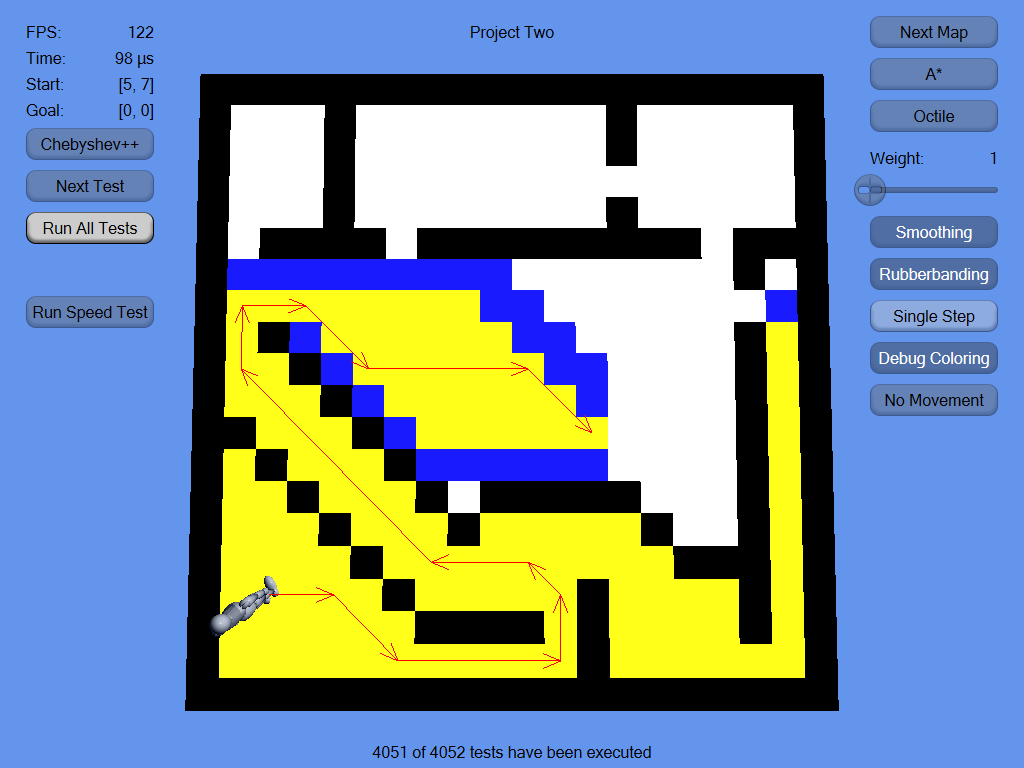 FPS: 122
Time: 98 µs
Start: [5, 7]
Goal: [0, 0]
Chebyshev++
Next Test
Run All Tests
Run Speed Test
Project Two
Next Map
A*
Octile
Weight: 1
Smoothing
Rubberbanding
Single Step
Debug Coloring
No Movement
4051 of 4052 tests have been executed